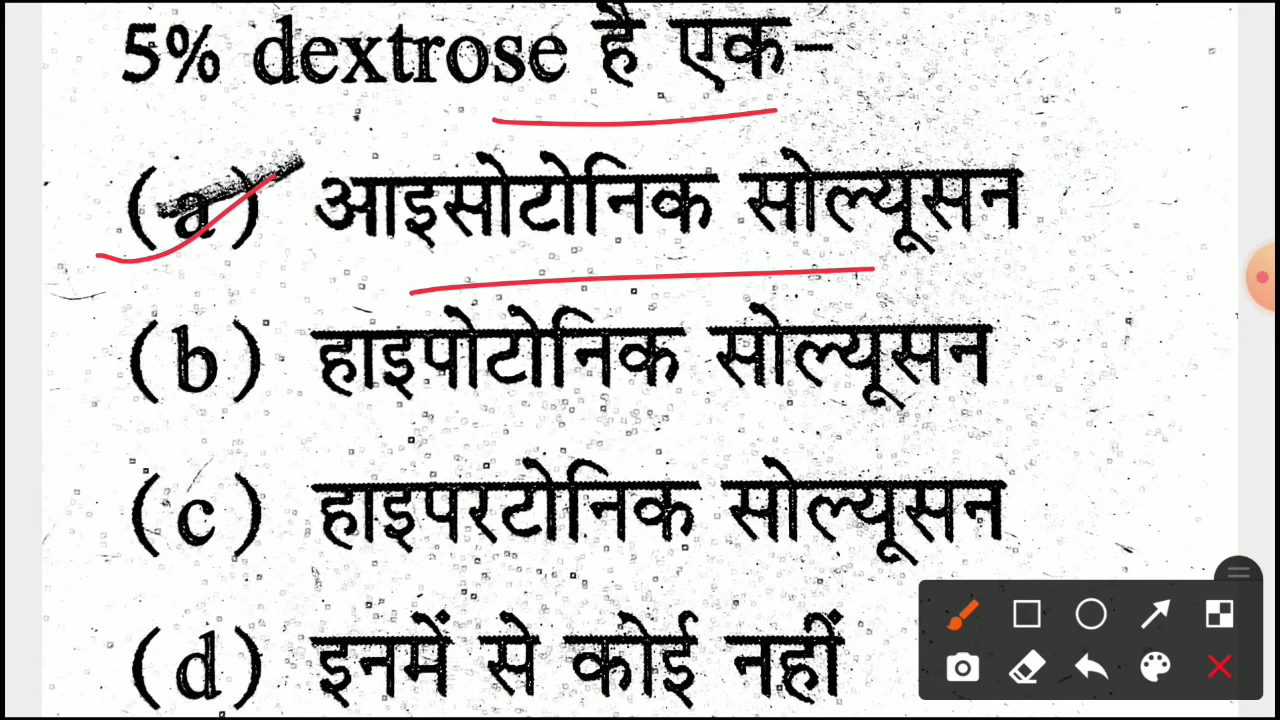 5% dextrose है एक–
(a) आइसोटोनिक सोल्यूसन
(b) हाइपोटोनिक सोल्यूसन
(c) हाइपरटोनिक सोल्यूसन
(d) इनमें से कोई नहीं